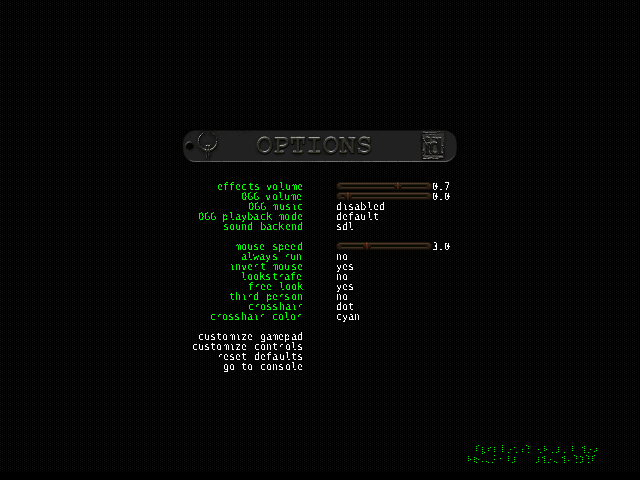 OPTIONS
effects volume 0.7
OGG volume 0.0
OGG music disabled
OGG playback mode default
sound backend sdl
mouse speed 3.0
always run no
invert mouse yes
lookstrafe no
free look yes
third person no
crosshair dot
crosshair color cyan
customize gamepad
customize controls
reset defaults
go to console